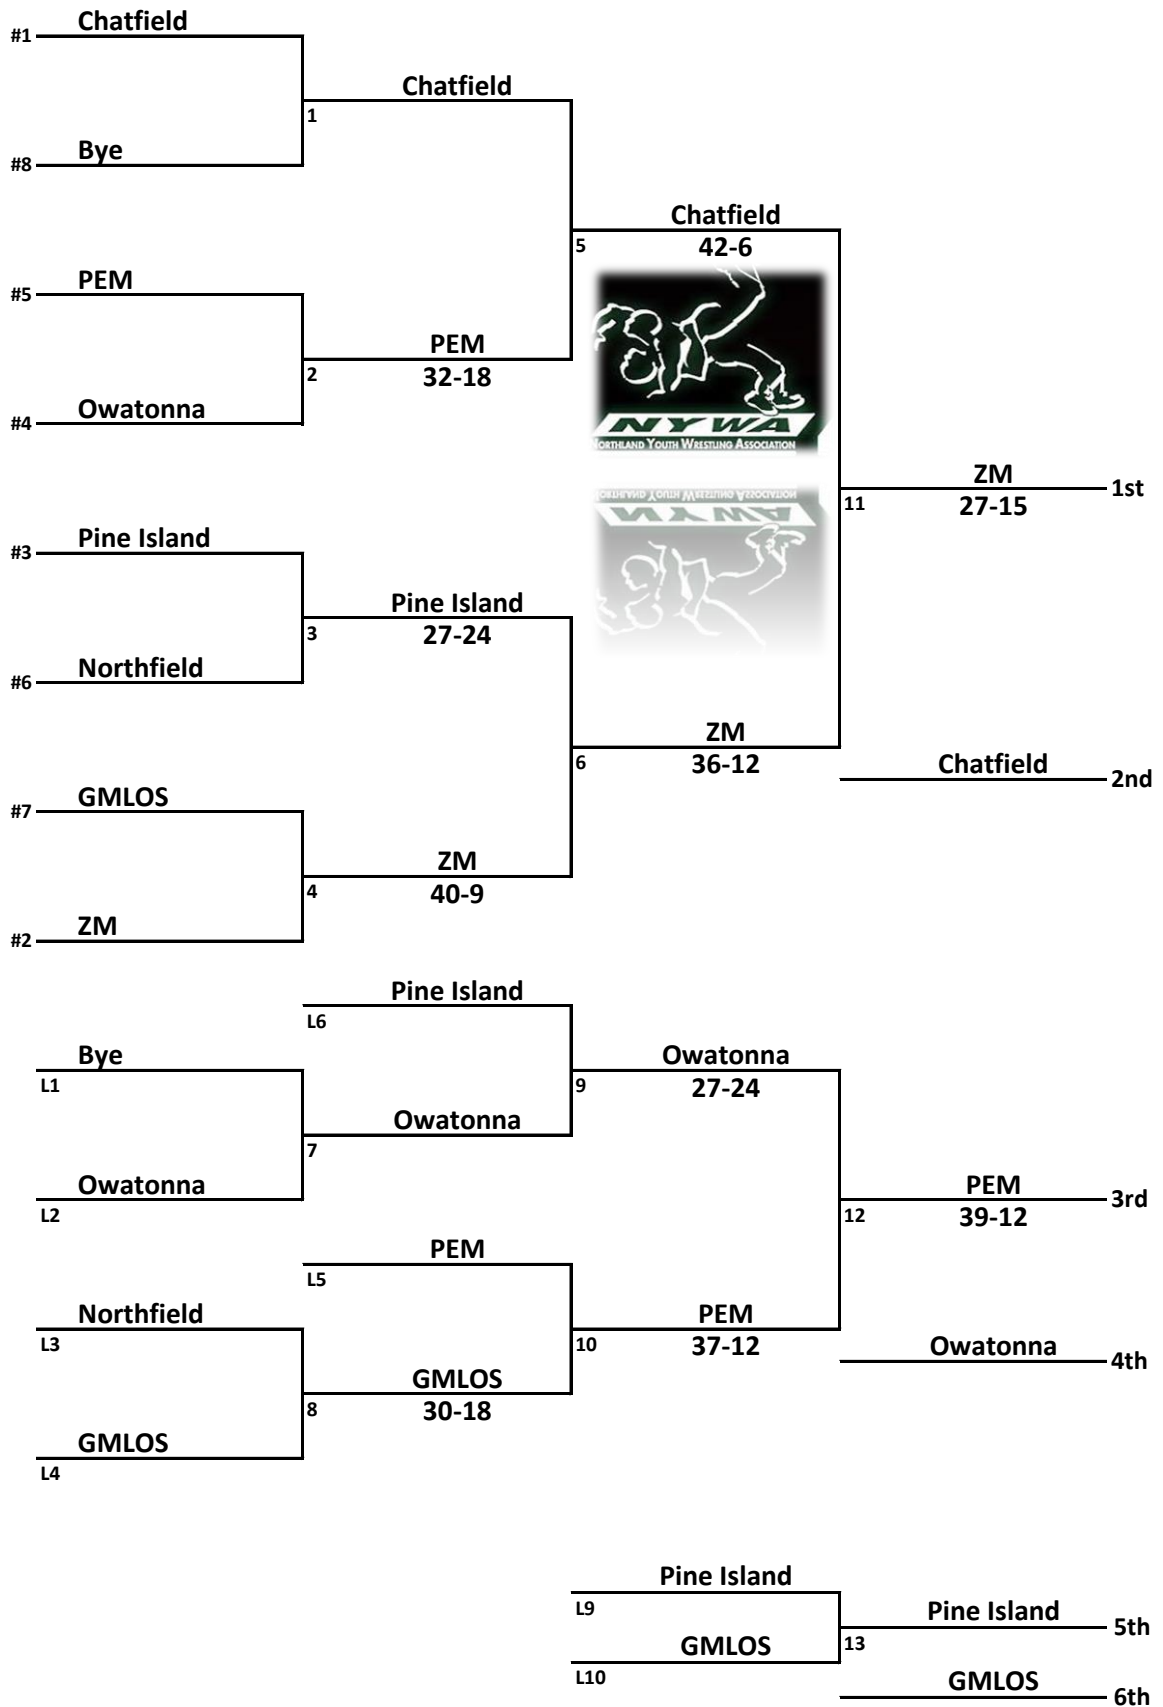 Chatfield
#1
Chatfield
1
Bye
#8
Chatfield
5
42-6
PEM
#5
PEM
2
32-18
Owatonna
#4
NYWA
NORTHLAND YOUTH WRESTLING ASSOCIATION
ZM
1st
11
27-15
NORTHLAND YOUTH WRESTLING ASSOCIATION
NYWA
Pine Island
#3
Pine Island
3
27-24
Northfield
#6
ZM
6
36-12
Chatfield
2nd
GMLOS
#7
ZM
4
40-9
ZM
#2
Pine Island
L6
Bye
L1
Owatonna
9
27-24
Owatonna
7
Owatonna
L2
PEM
3rd
12
39-12
PEM
L5
Northfield
L3
PEM
10
37-12
Owatonna
4th
GMLOS
8
30-18
GMLOS
L4
Pine Island
L9
Pine Island
5th
13
GMLOS
L10
GMLOS
6th